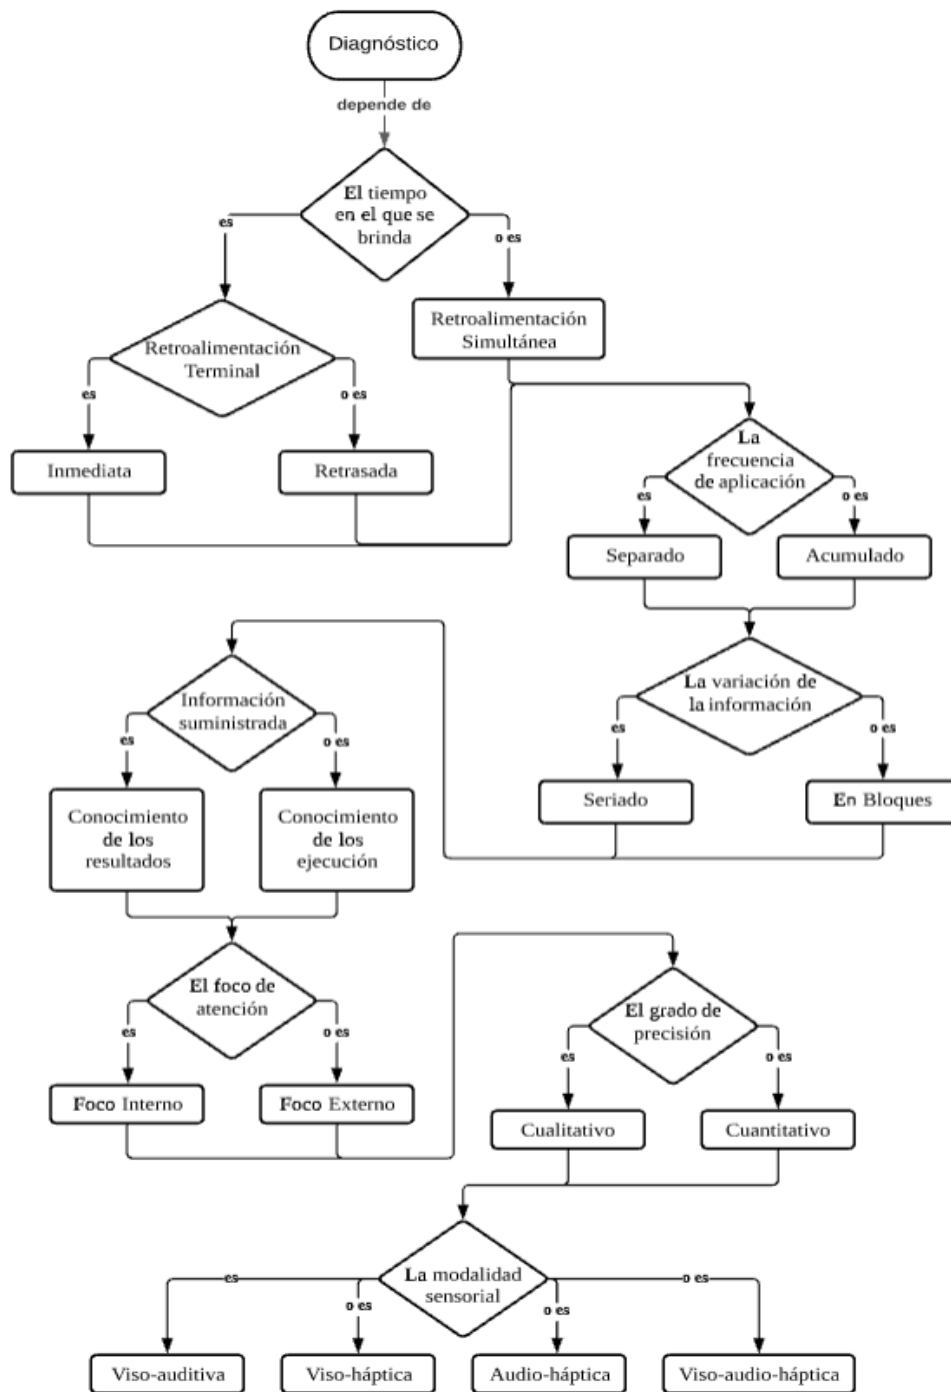 Diagnóstico
depende de
El tiempo
en el que se
brinda
es
o es
Retroalimentación
Terminal
Retroalimentación
Simultánea
es
o es
Inmediata
Retrasada
La
frecuencia
de aplicación
es
o es
Separado
Acumulado
La variación de
la información
es
o es
Seriado
En Bloques
Información
suministrada
es
o es
Conocimiento
de los
resultados
Conocimiento
de los
ejecución
El foco de
atención
es
o es
Foco Interno
Foco Externo
El grado de
precisión
es
o es
Cualitativo
Cuantitativo
La modalidad
sensorial
es
o es
o es
o es
Viso-auditiva
Viso-háptica
Audio-háptica
Viso-audio-háptica